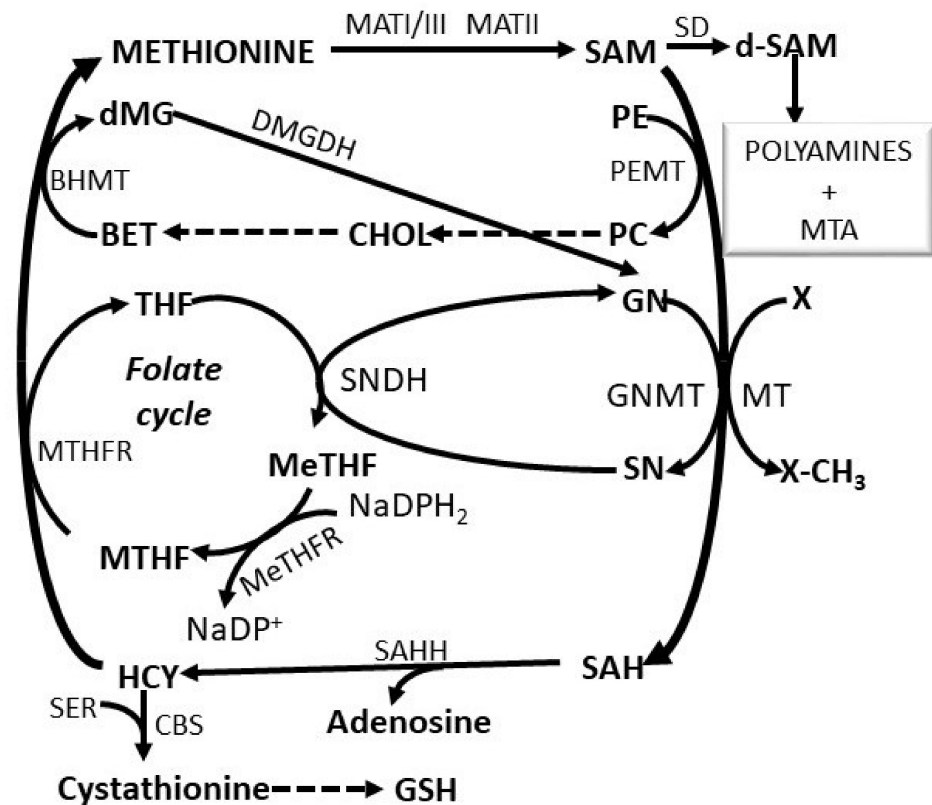 METHIONINE
MATI/III MATII
SAM
SD
d-SAM
dMG
DMGDH
PE
PEMT
POLYAMINES
+
MTA
BHMT
BET
CHOL
PC
THF
GN
X
Folate
cycle
SNDH
GNMT
MT
MTHFR
MeTHF
SN
X-CH₃
NaDPH₂
MTHF
MeTHFR
NaDP⁺
HCY
SAHH
SAH
SER
CBS
Adenosine
Cystathionine
GSH